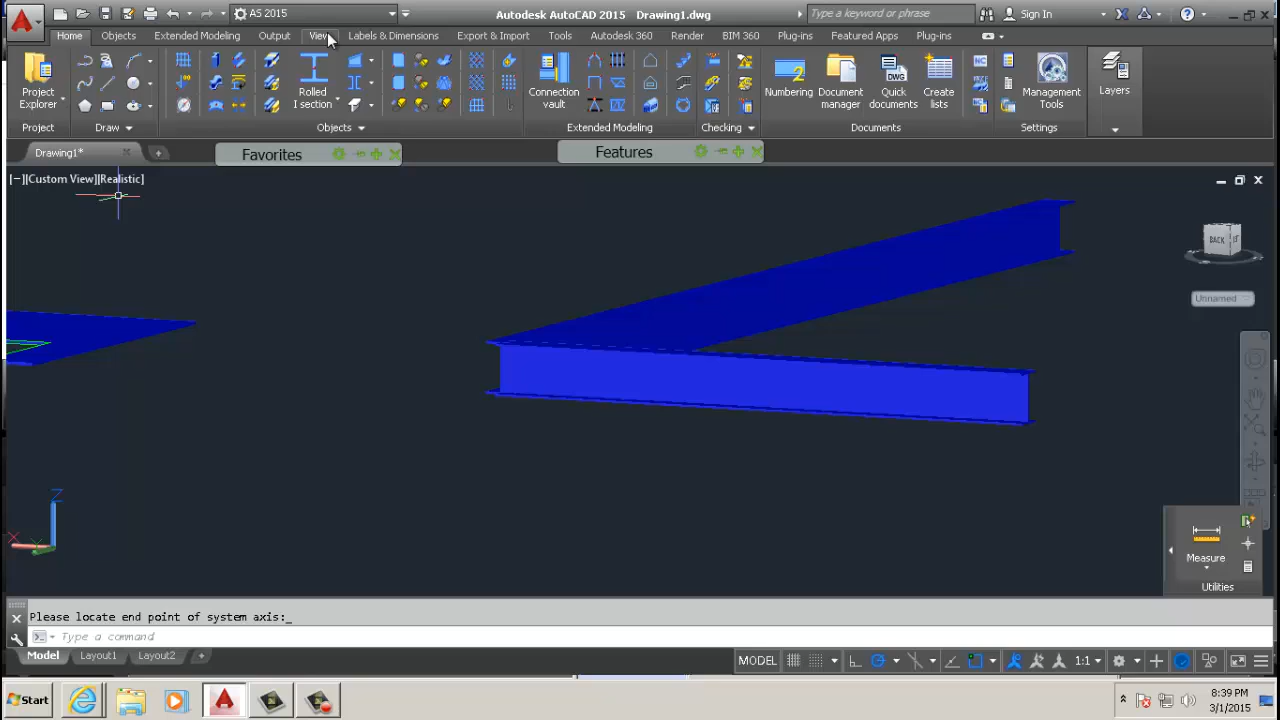 AS 2015
Autodesk AutoCAD 2015 Drawing1.dwg
Type a keyword or phrase
Sign In
Home
Objects
Extended Modeling
Output
View
Labels & Dimensions
Export & Import
Tools
Autodesk 360
Render
BIM 360
Plug-ins
Featured Apps
Plug-ins
Project
Explorer
Rolled
I section
Connection
vault
Numbering
Document
manager
Quick
documents
Create
lists
Management
Tools
Layers
Project
Draw
Objects
Extended Modeling
Checking
Documents
Settings
Drawing1*
Favorites
Features
[−][Custom View][Realistic]
BACK
Unnamed
Z
X
Y
Measure
Utilities
Please locate end point of system axis:_
Type a command
Model
Layout1
Layout2
MODEL
1:1
Start
8:39 PM
3/1/2015